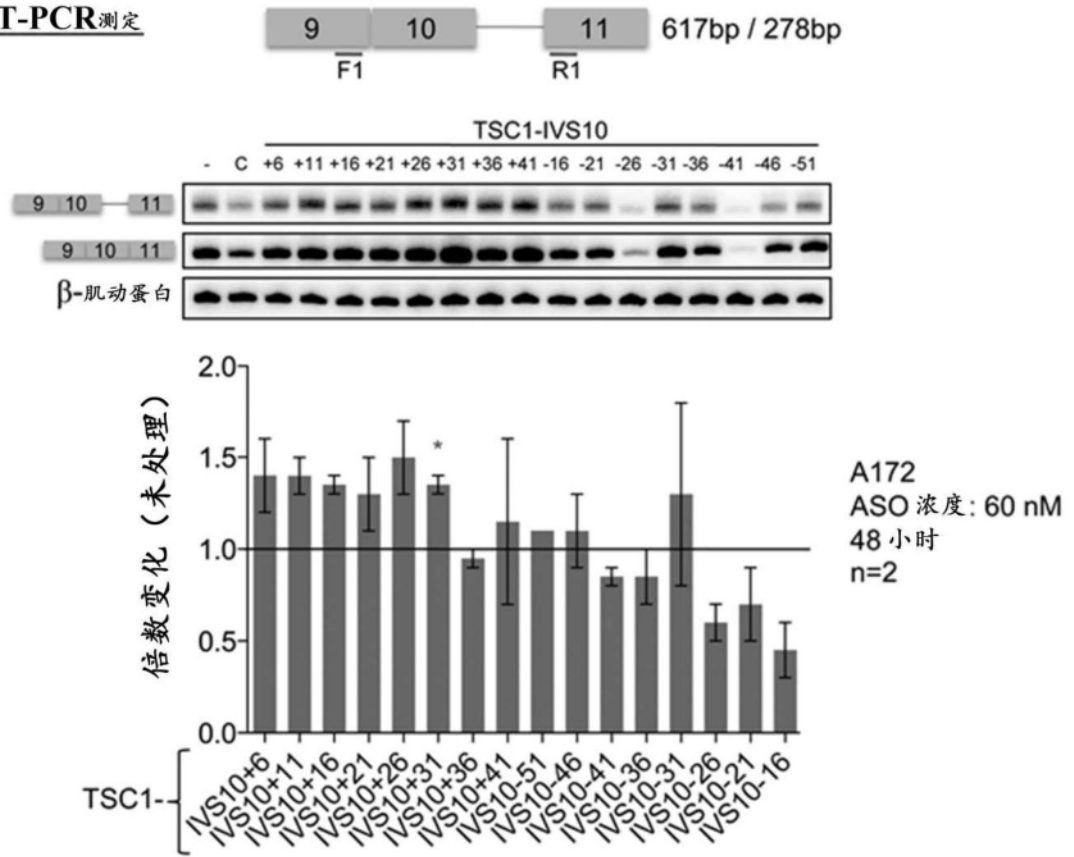 T-PCR测定
9 10 11 617bp / 278bp
F1 R1
TSC1-IVS10
- C +6 +11 +16 +21 +26 +31 +36 +41 -16 -21 -26 -31 -36 -41 -46 -51
9 10 11
9 10 11
β-肌动蛋白
倍数变化（未处理）
2.0
1.5
1.0
0.5
0.0
*
A172
ASO 浓度: 60 nM
48 小时
n=2
TSC1-
IVS10+6
IVS10+11
IVS10+16
IVS10+21
IVS10+26
IVS10+31
IVS10+36
IVS10+41
IVS10-51
IVS10-46
IVS10-41
IVS10-36
IVS10-31
IVS10-26
IVS10-21
IVS10-16